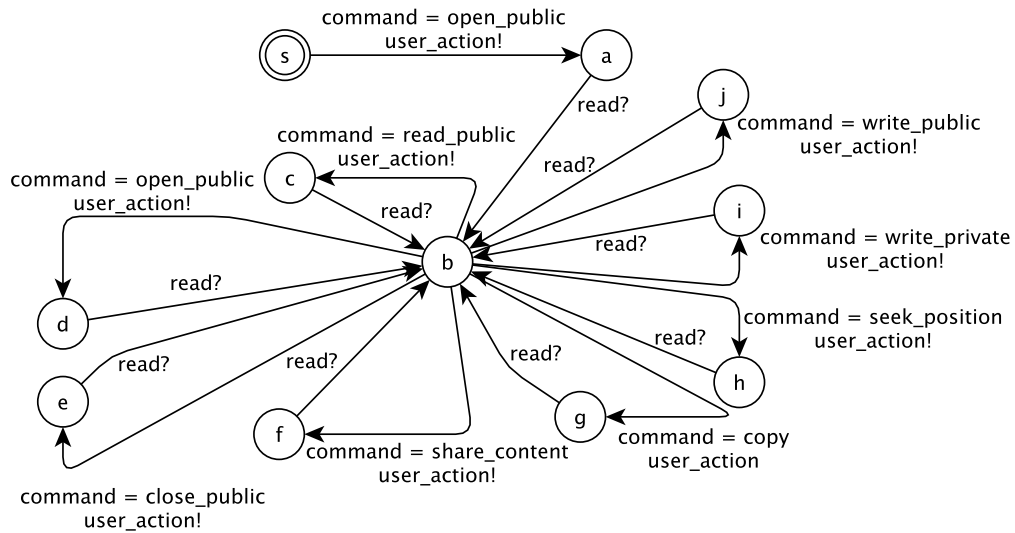 command = open_public
user_action!
s
a
j
read?
command = write_public
user_action!
command = read_public
user_action!
read?
c
command = open_public
user_action!
read?
i
command = write_private
user_action!
read?
b
read?
d
command = seek_position
user_action!
read?
read?
read?
read?
h
e
g
f
command = copy
user_action
command = share_content
user_action!
command = close_public
user_action!